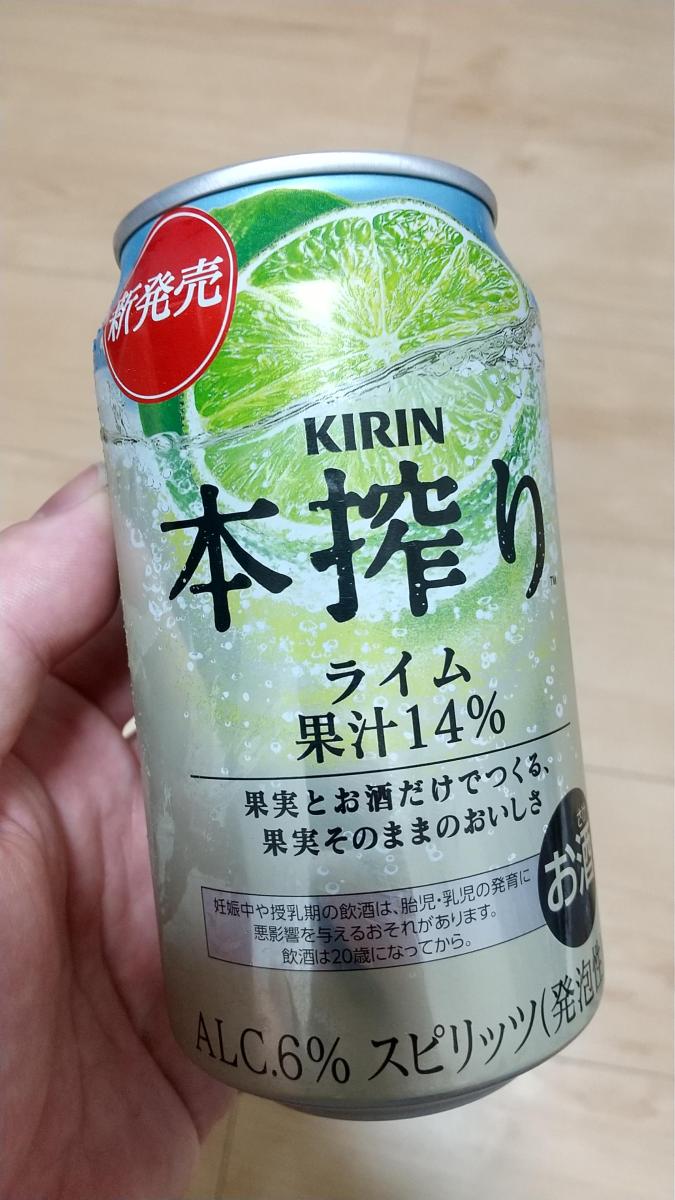 新発売
KIRIN
本搾り
TM
ライム
果汁14%
果実とお酒だけでつくる、
果実そのままのおいしさ
お酒
妊娠中や授乳期の飲酒は、胎児・乳児の発育に
悪影響を与えるおそれがあります。
飲酒は20歳になってから。
ALC.6% スピリッツ(発泡性